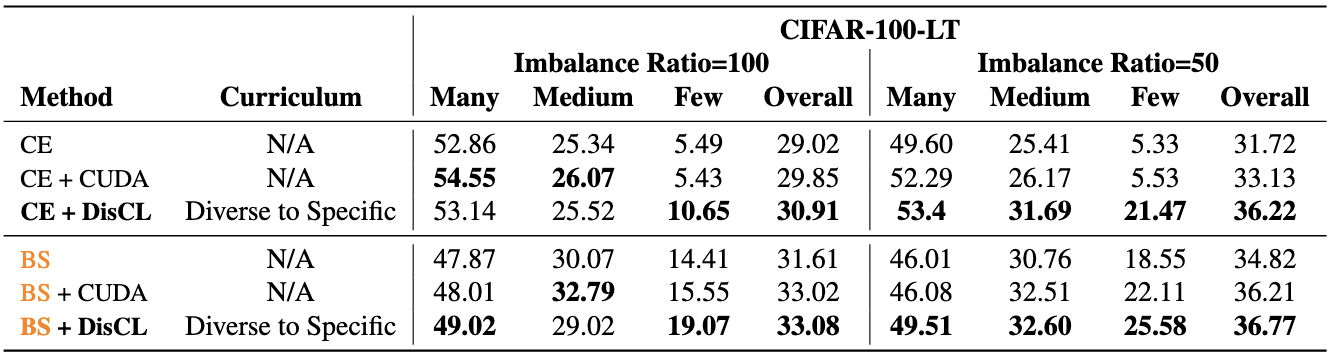 CIFAR-100-LT
Imbalance Ratio=100 Imbalance Ratio=50
Method Curriculum Many Medium Few Overall Many Medium Few Overall
CE N/A 52.86 25.34 5.49 29.02 49.60 25.41 5.33 31.72
CE + CUDA N/A 54.55 26.07 5.43 29.85 52.29 26.17 5.53 33.13
CE + DisCL Diverse to Specific 53.14 25.52 10.65 30.91 53.4 31.69 21.47 36.22
BS N/A 47.87 30.07 14.41 31.61 46.01 30.76 18.55 34.82
BS + CUDA N/A 48.01 32.79 15.55 33.02 46.08 32.51 22.11 36.21
BS + DisCL Diverse to Specific 49.02 29.02 19.07 33.08 49.51 32.60 25.58 36.77